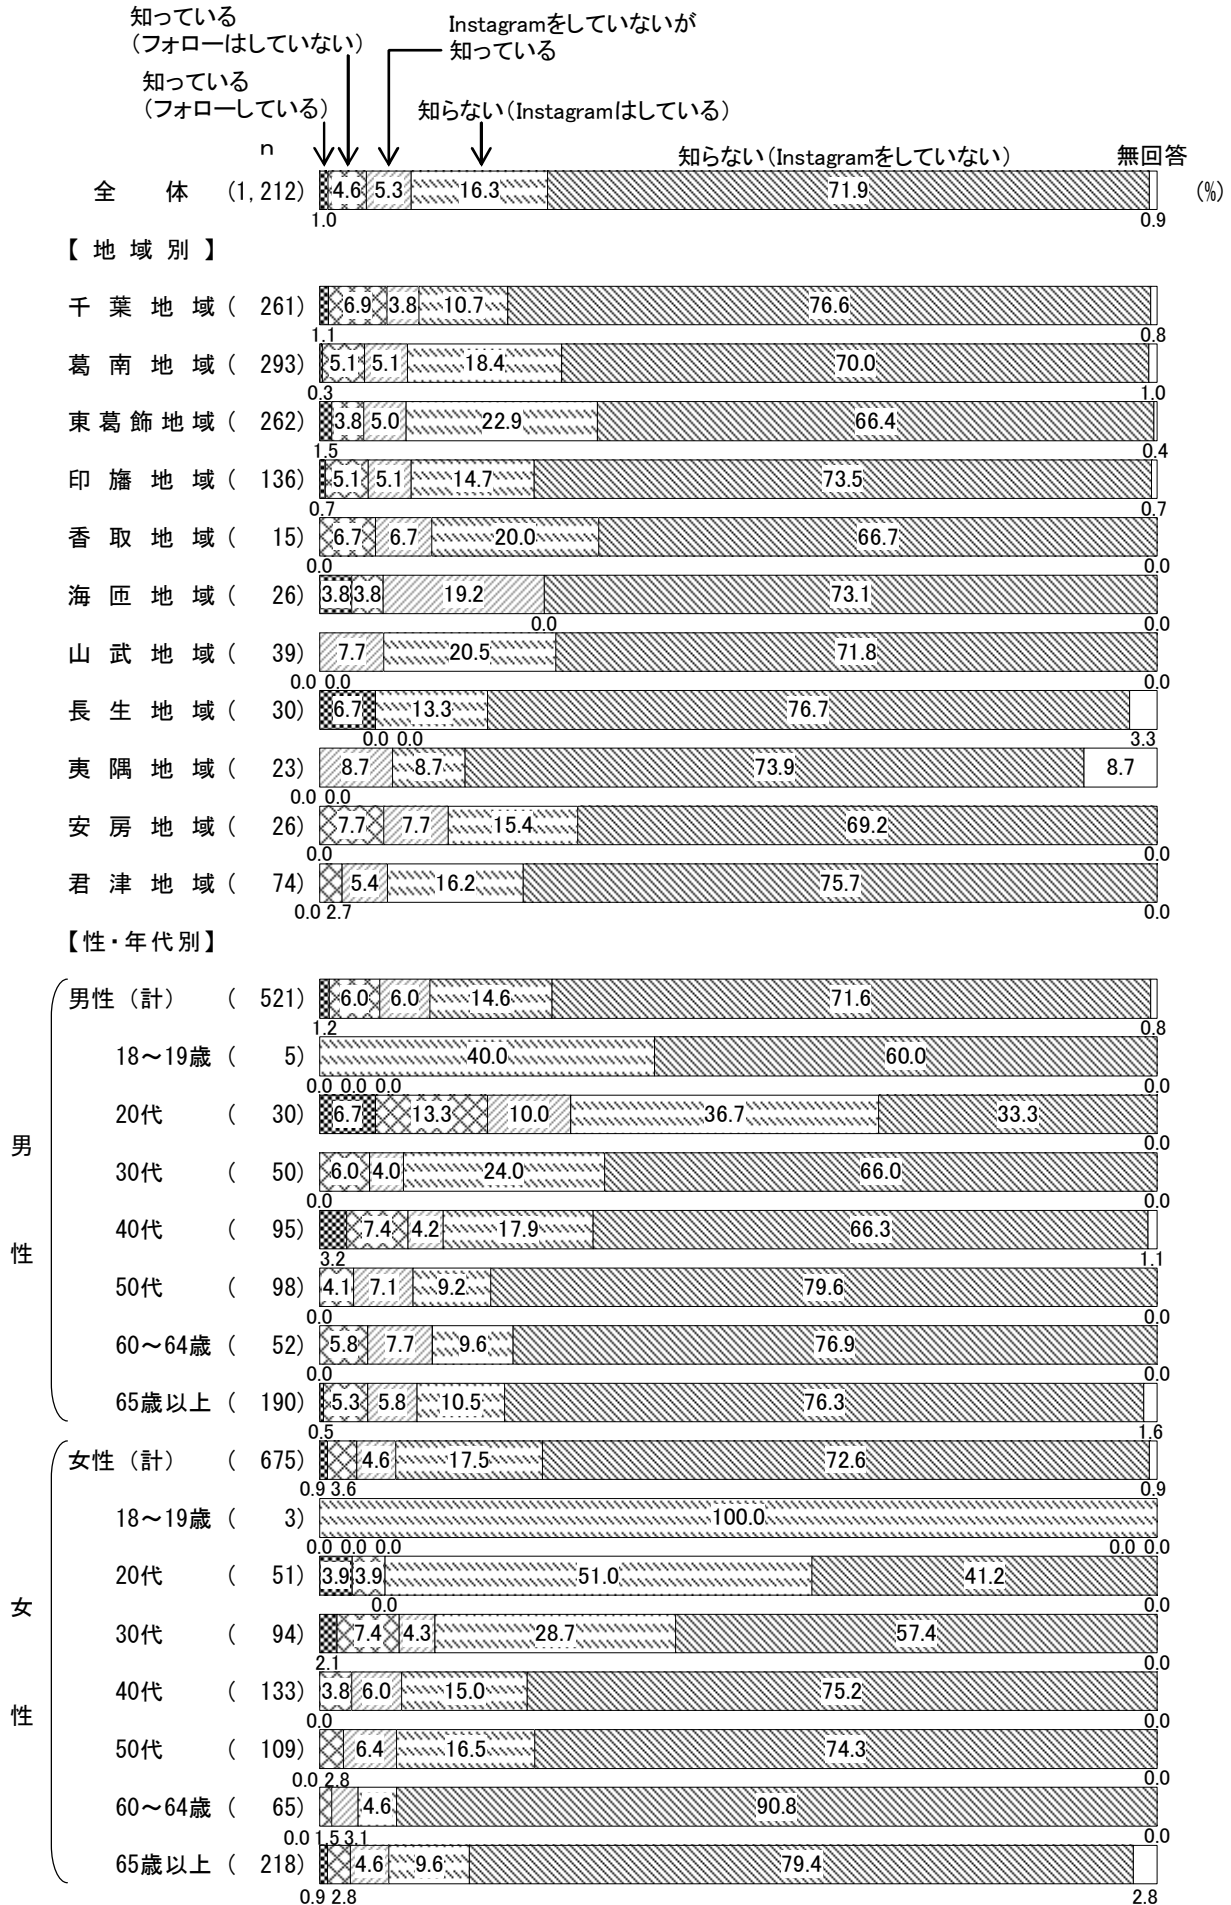 知っている
（フォローはしていない）
Instagramをしていないが
知っている
知っている
（フォローしている）
知らない（Instagramはしている）
n
知らない（Instagramをしていない）
無回答
全体 (1,212) 4.6 5.3 16.3 71.9 (%)
1.0 0.9
【地域別】
千葉地域 ( 261) 6.9 3.8 10.7 76.6
1.1 0.8
葛南地域 ( 293) 5.1 5.1 18.4 70.0
0.3 1.0
東葛飾地域 ( 262) 3.8 5.0 22.9 66.4
1.5 0.4
印旛地域 ( 136) 5.1 5.1 14.7 73.5
0.7 0.7
香取地域 ( 15) 6.7 6.7 20.0 66.7
0.0 0.0
海匝地域 ( 26) 3.8 3.8 19.2 73.1
0.0 0.0
山武地域 ( 39) 7.7 20.5 71.8
0.0 0.0 0.0
長生地域 ( 30) 6.7 13.3 76.7
0.0 0.0 3.3
夷隅地域 ( 23) 8.7 8.7 73.9 8.7
0.0 0.0
安房地域 ( 26) 7.7 7.7 15.4 69.2
0.0 0.0
君津地域 ( 74) 5.4 16.2 75.7
0.0 2.7 0.0
【性・年代別】
男性（計） ( 521) 6.0 6.0 14.6 71.6
1.2 0.8
18～19歳 ( 5) 40.0 60.0
0.0 0.0 0.0 0.0
20代 ( 30) 6.7 13.3 10.0 36.7 33.3
0.0
男
30代 ( 50) 6.0 4.0 24.0 66.0
0.0 0.0
40代 ( 95) 7.4 4.2 17.9 66.3
性
3.2 1.1
50代 ( 98) 4.1 7.1 9.2 79.6
0.0 0.0
60～64歳 ( 52) 5.8 7.7 9.6 76.9
0.0 0.0
65歳以上 ( 190) 5.3 5.8 10.5 76.3
0.5 1.6
女性（計） ( 675) 4.6 17.5 72.6
0.9 3.6 0.9
18～19歳 ( 3) 100.0
0.0 0.0 0.0 0.0 0.0
20代 ( 51) 3.9 3.9 51.0 41.2
0.0 0.0
女
30代 ( 94) 7.4 4.3 28.7 57.4
2.1 0.0
40代 ( 133) 3.8 6.0 15.0 75.2
性
0.0 0.0
50代 ( 109) 6.4 16.5 74.3
0.0 2.8 0.0
60～64歳 ( 65) 4.6 90.8
0.0 1.5 3.1 0.0
65歳以上 ( 218) 4.6 9.6 79.4
0.9 2.8 2.8